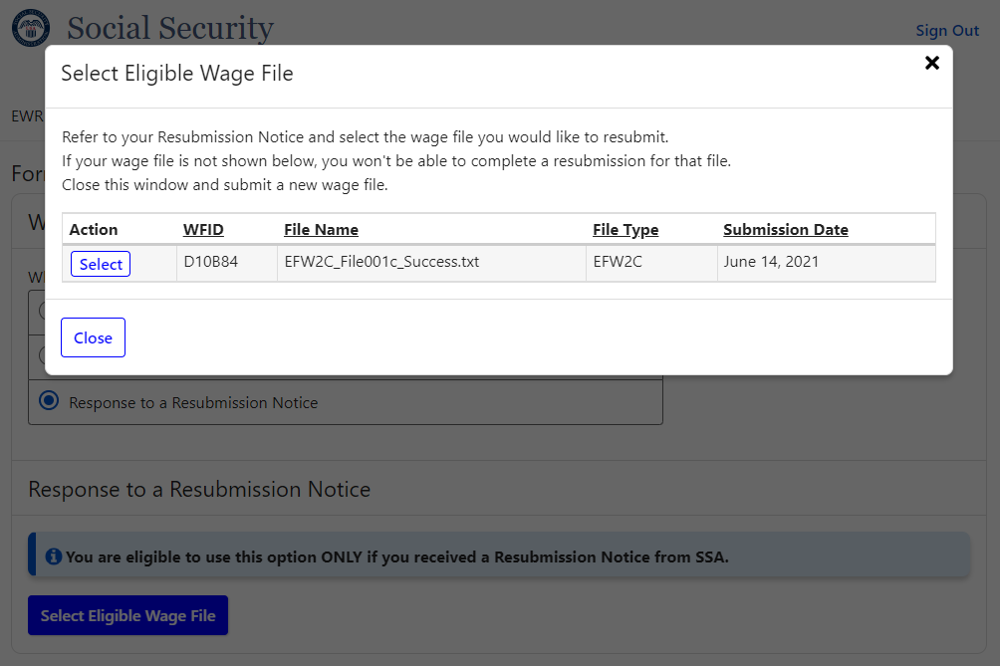 Social Security
Sign Out
Select Eligible Wage File
EWR
Refer to your Resubmission Notice and select the wage file you would like to resubmit.
If your wage file is not shown below, you won't be able to complete a resubmission for that file.
Close this window and submit a new wage file.
Action WFID File Name File Type Submission Date
Select D10B84 EFW2C_File001c_Success.txt EFW2C June 14, 2021
Close
Response to a Resubmission Notice
Response to a Resubmission Notice
You are eligible to use this option ONLY if you received a Resubmission Notice from SSA.
Select Eligible Wage File